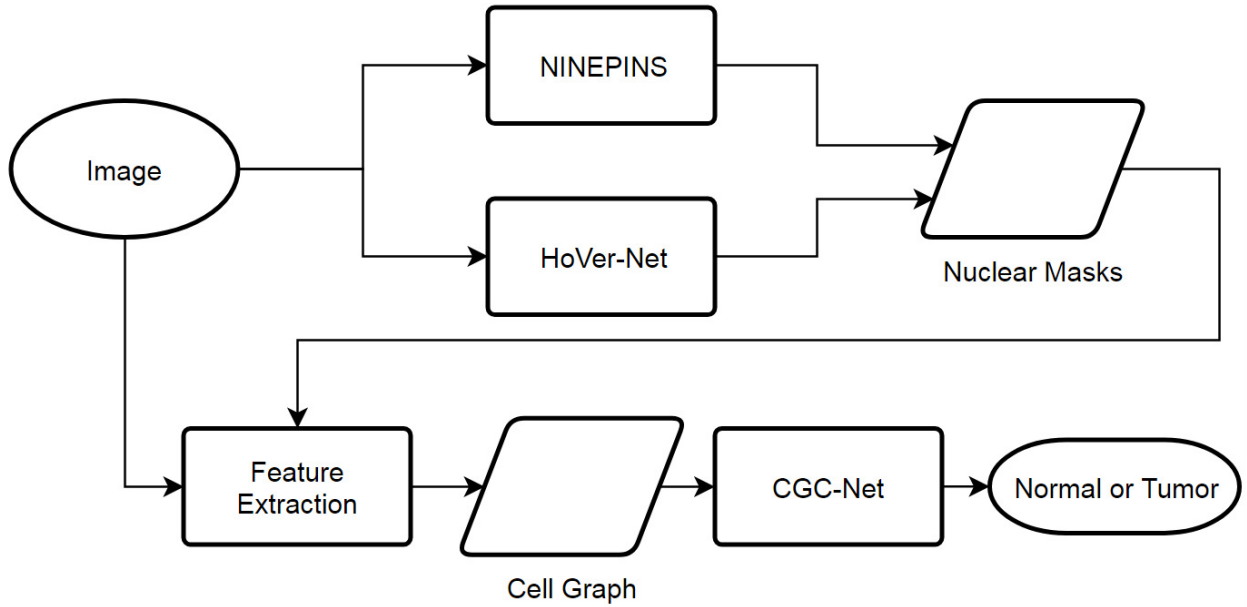 NINEPINS
Image
HoVer-Net
Nuclear Masks
Feature
Extraction
CGC-Net
Normal or Tumor
Cell Graph